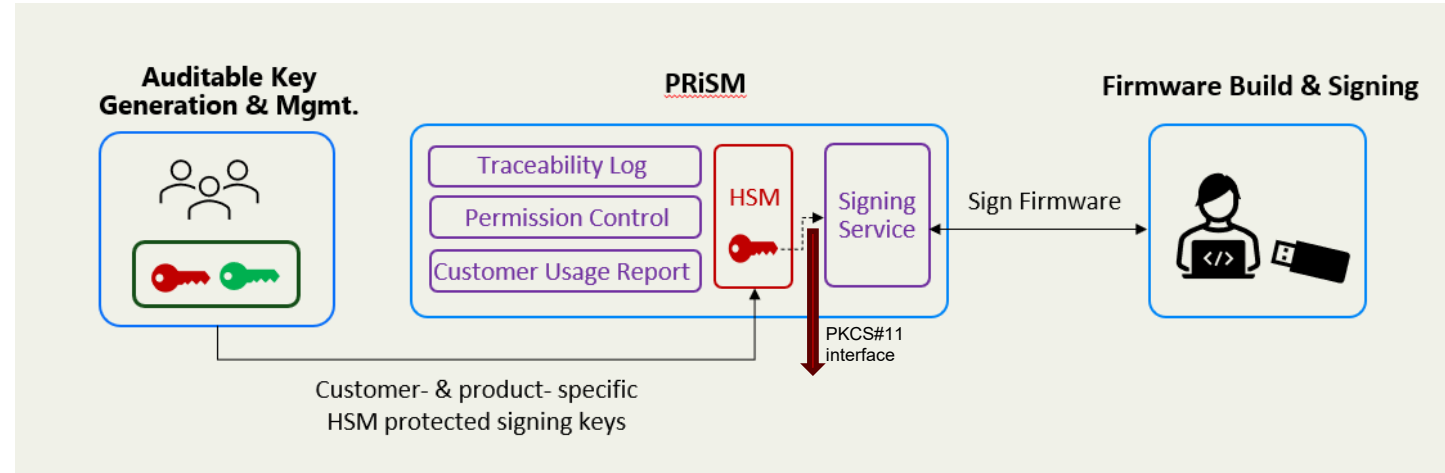 Auditable Key
Generation & Mgmt.
PRiSM
Firmware Build & Signing
Traceability Log
Permission Control
Customer Usage Report
HSM
Signing
Service
Sign Firmware
</>
PKCS#11
interface
Customer- & product- specific
HSM protected signing keys